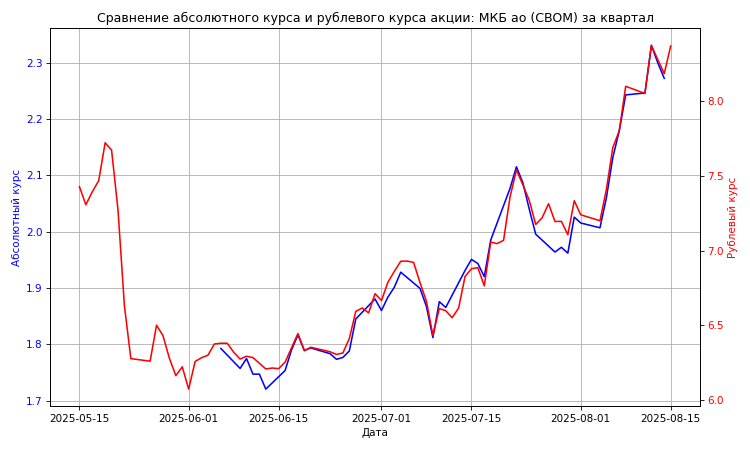 Сравнение абсолютного курса и рублевого курса акции: МКБ ао (CBOM) за квартал
Абсолютный курс
2.3
2.2
2.1
2.0
1.9
1.8
1.7
8.0
7.5
7.0
6.5
6.0
Рублевый курс
2025-05-15 2025-06-01 2025-06-15 2025-07-01 2025-07-15 2025-08-01 2025-08-15
Дата